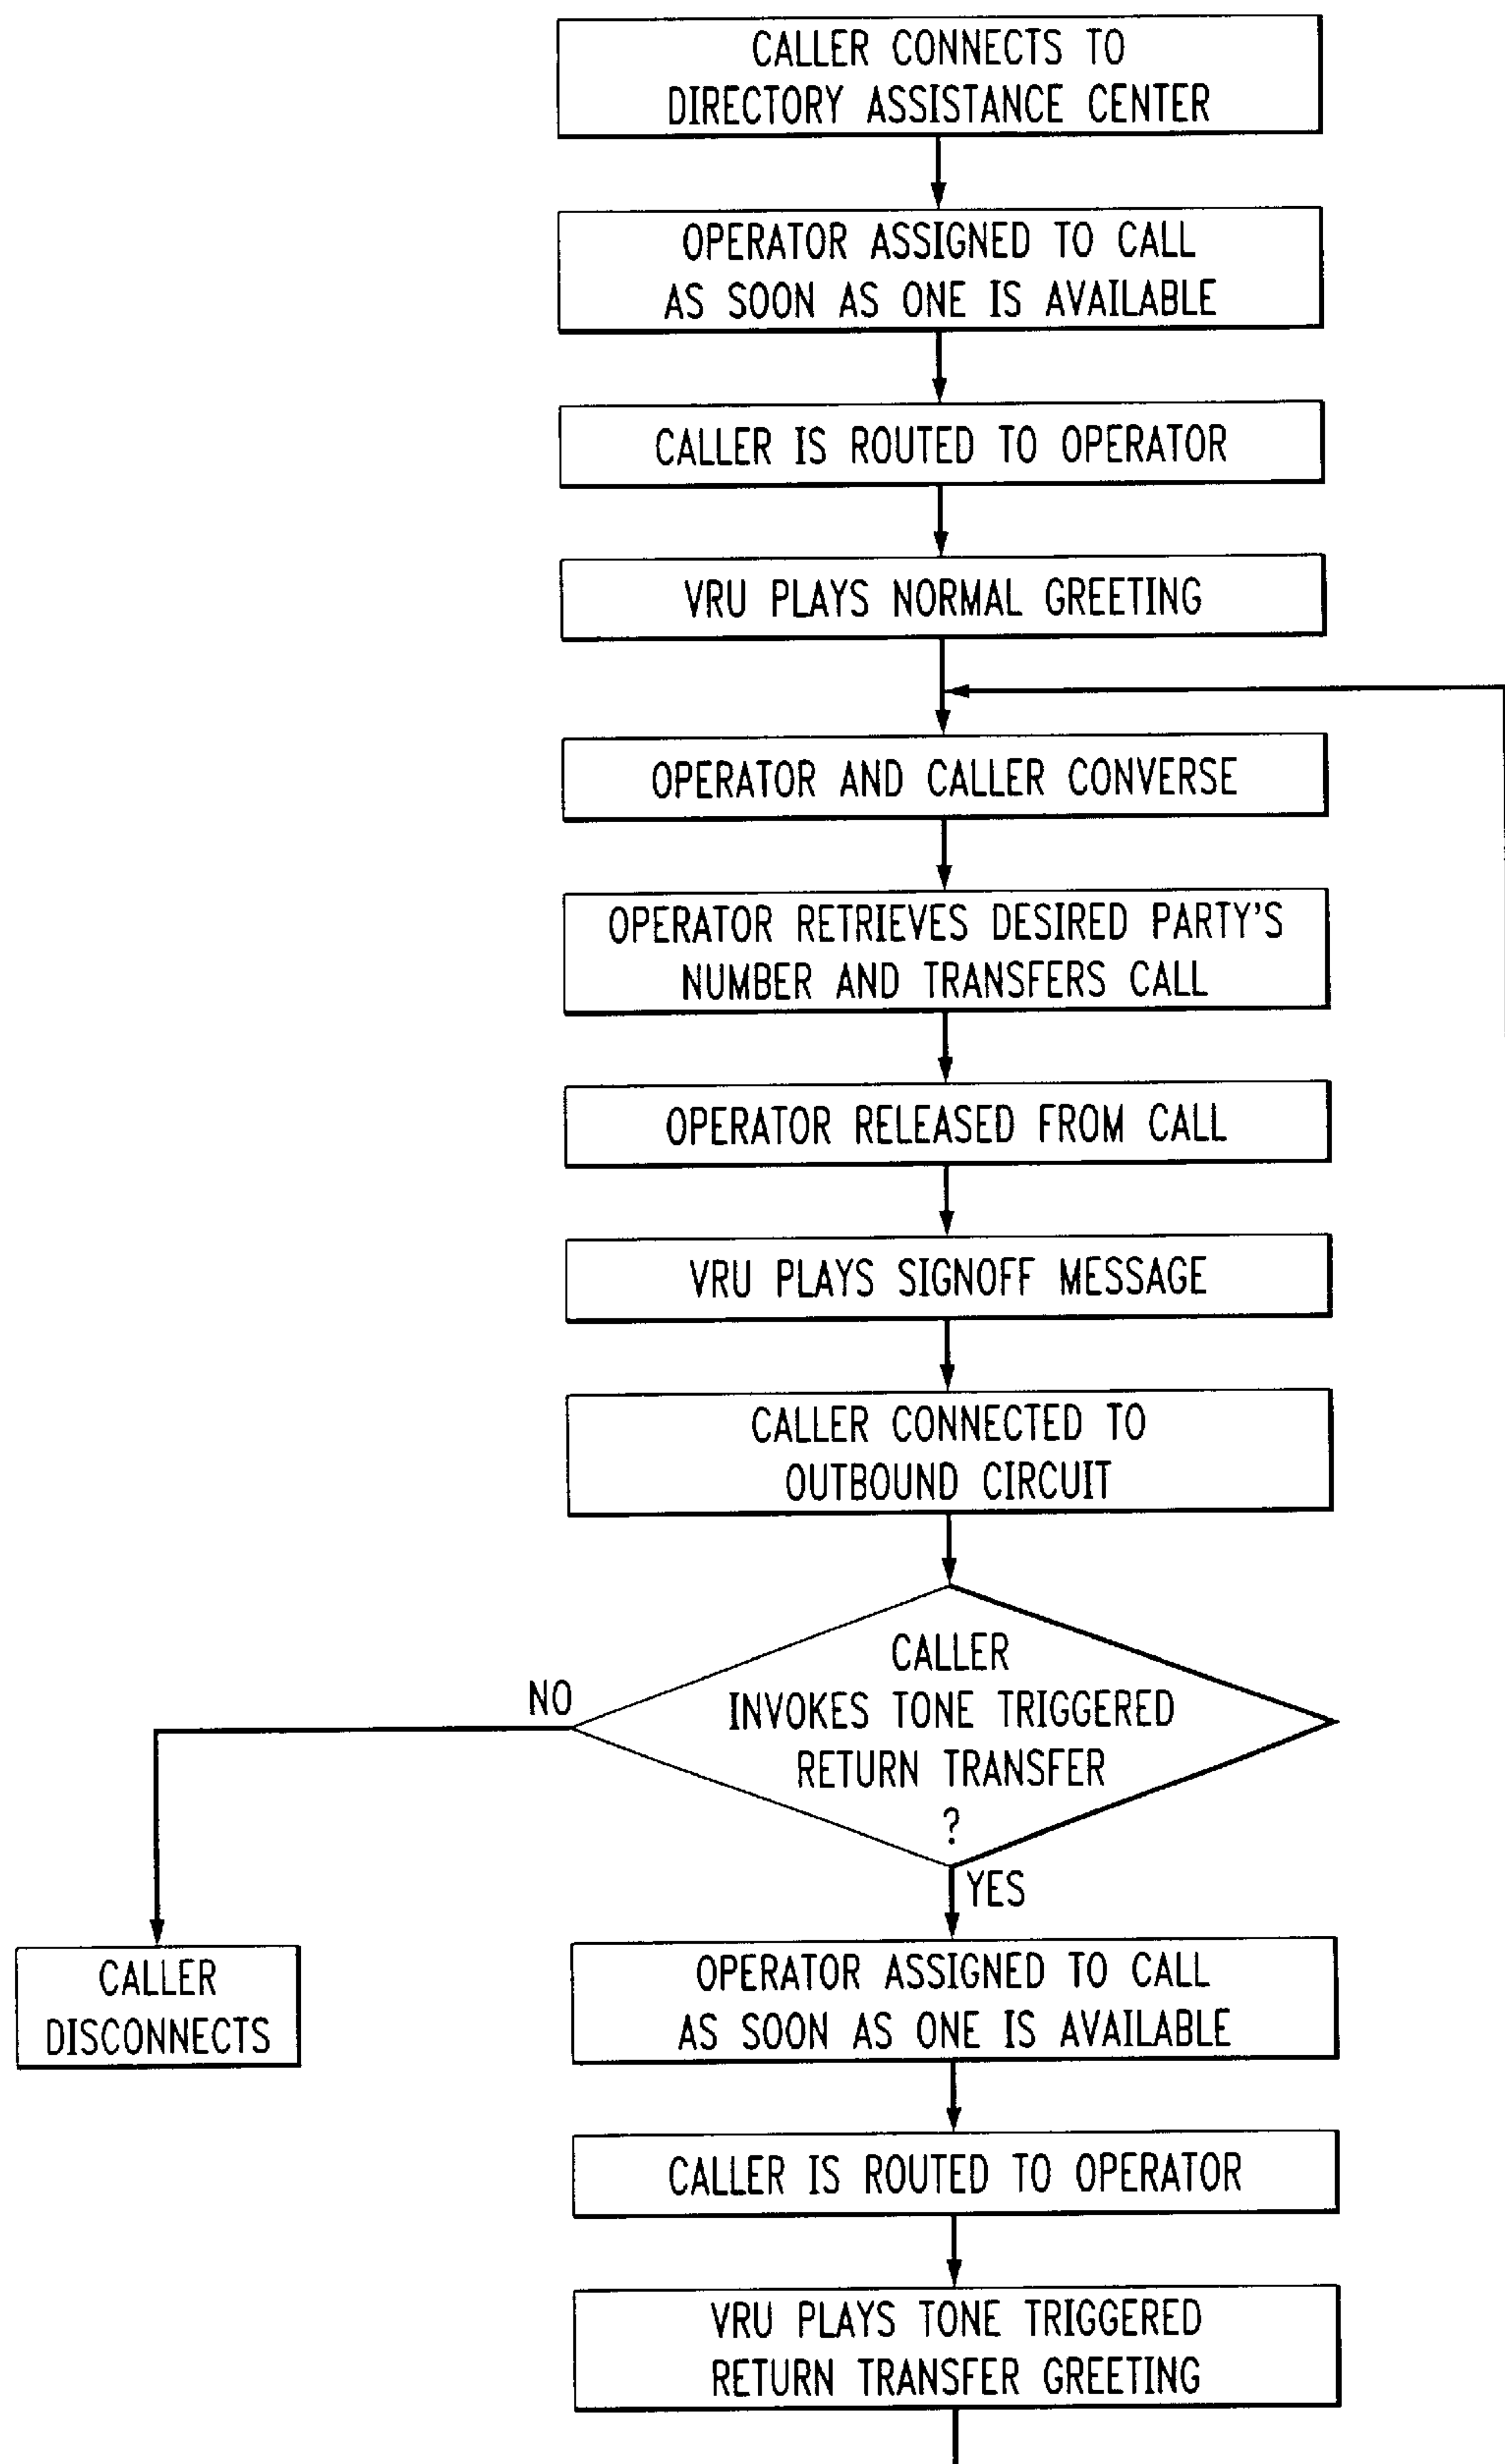 CALLER CONNECTS TO
DIRECTORY ASSISTANCE CENTER
OPERATOR ASSIGNED TO CALL
AS SOON AS ONE IS AVAILABLE
CALLER IS ROUTED TO OPERATOR
VRU PLAYS NORMAL GREETING
OPERATOR AND CALLER CONVERSE
OPERATOR RETRIEVES DESIRED PARTY'S
NUMBER AND TRANSFERS CALL
OPERATOR RELEASED FROM CALL
VRU PLAYS SIGNOFF MESSAGE
CALLER CONNECTED TO
OUTBOUND CIRCUIT
CALLER
INVOKES TONE TRIGGERED
RETURN TRANSFER
?
NO
YES
CALLER
DISCONNECTS
OPERATOR ASSIGNED TO CALL
AS SOON AS ONE IS AVAILABLE
CALLER IS ROUTED TO OPERATOR
VRU PLAYS TONE TRIGGERED
RETURN TRANSFER GREETING